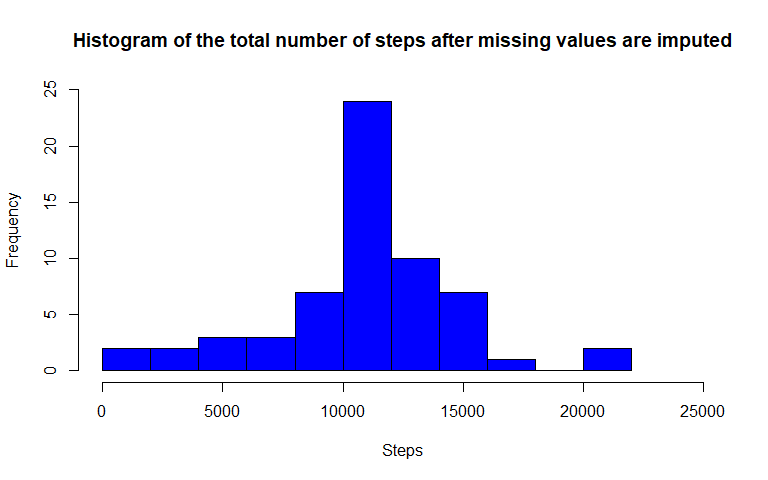 Histogram of the total number of steps after missing values are imputed
25
20
15
10
5
0
Frequency
0 5000 10000 15000 20000 25000
Steps